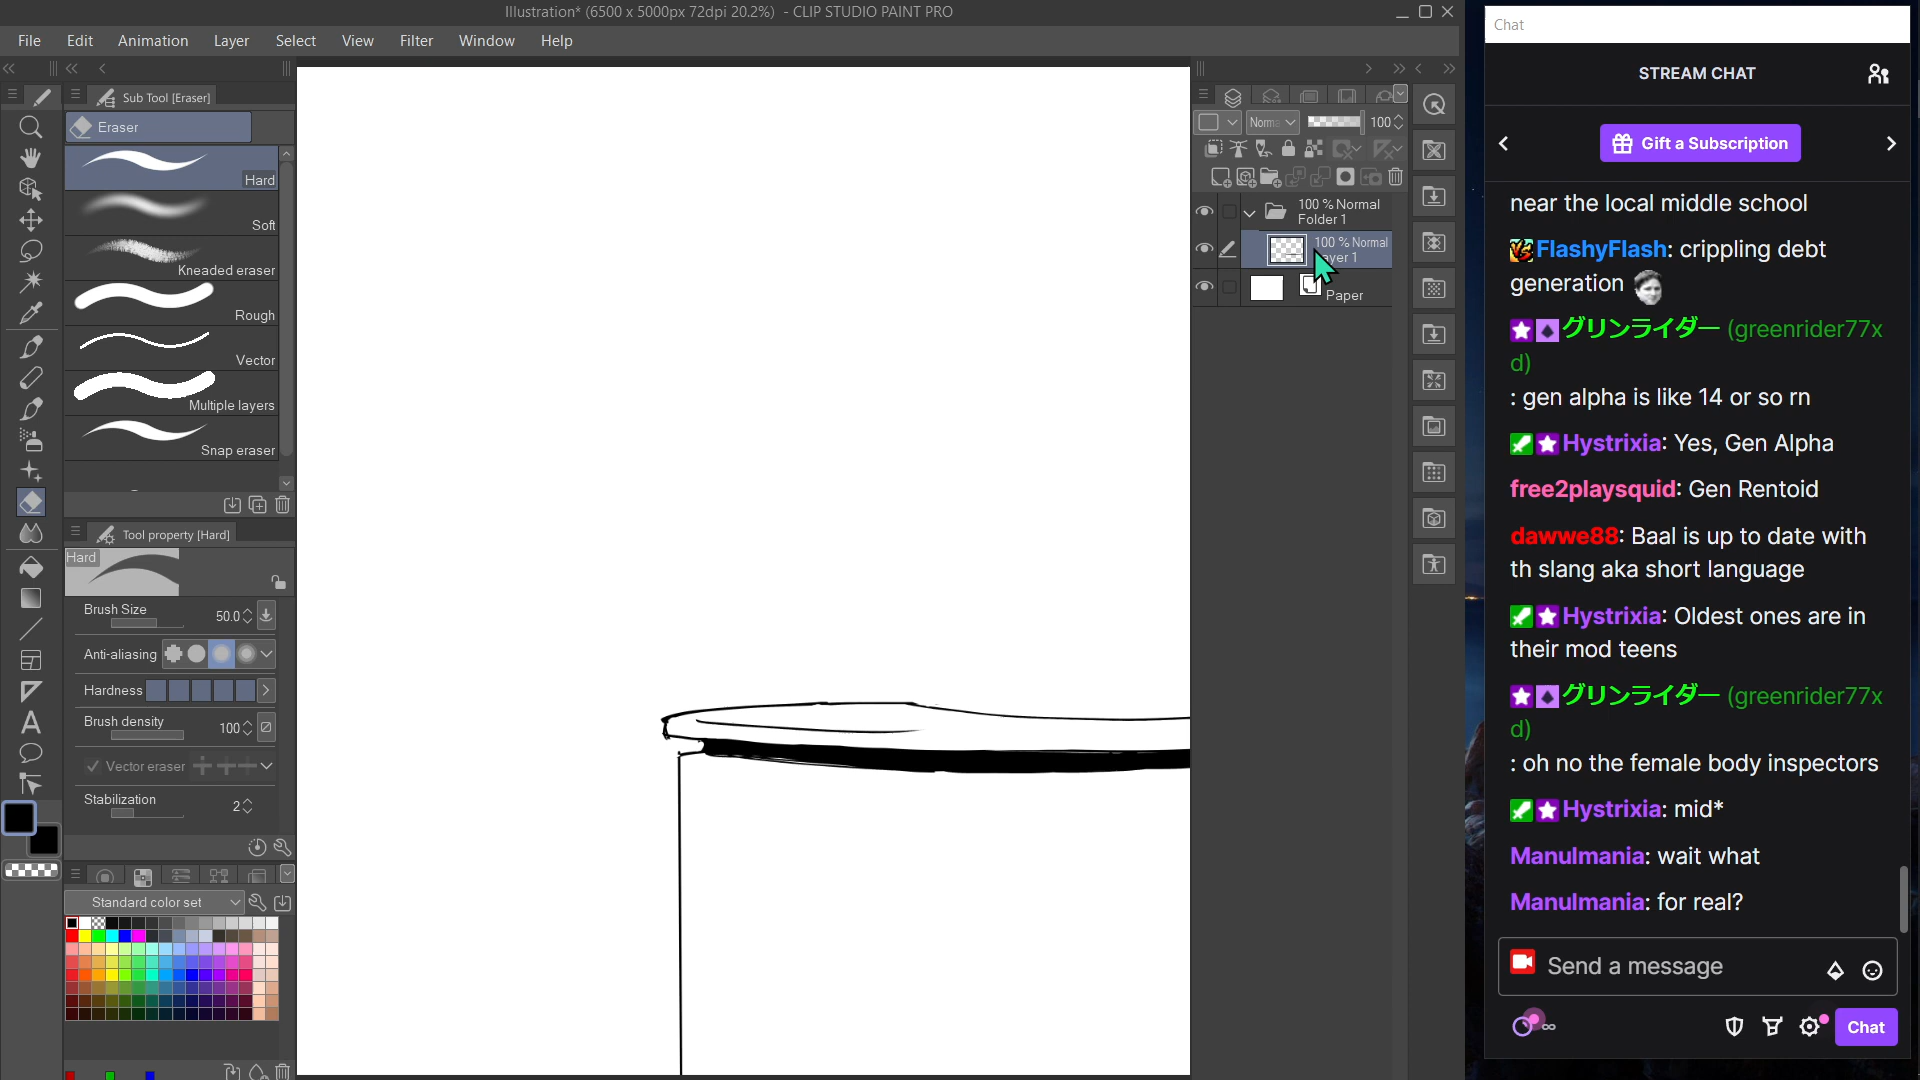 Illustration* (6500 x 5000px 72dpi 20.2%) - CLIP STUDIO PAINT PRO
File Edit Animation Layer Select View Filter Window Help
Sub Tool [Eraser]
Eraser
Hard
Soft
Kneaded eraser
Rough
Vector
Multiple layers
Snap eraser
Tool property [Hard]
Hard
Brush Size 50.0
Anti-aliasing
Hardness
Brush density 100
Vector eraser
Stabilization 2
Standard color set
100
100 % Normal
Folder 1
100 % Normal
ayer 1
Paper
Chat
STREAM CHAT
Gift a Subscription
near the local middle school
FlashyFlash: crippling debt
generation
グリンライダー (greenrider77x
d)
: gen alpha is like 14 or so rn
Hystrixia: Yes, Gen Alpha
free2playsquid: Gen Rentoid
dawwe88: Baal is up to date with
th slang aka short language
Hystrixia: Oldest ones are in
their mod teens
グリンライダー (greenrider77x
d)
: oh no the female body inspectors
Hystrixia: mid*
Manulmania: wait what
Manulmania: for real?
Send a message
Chat